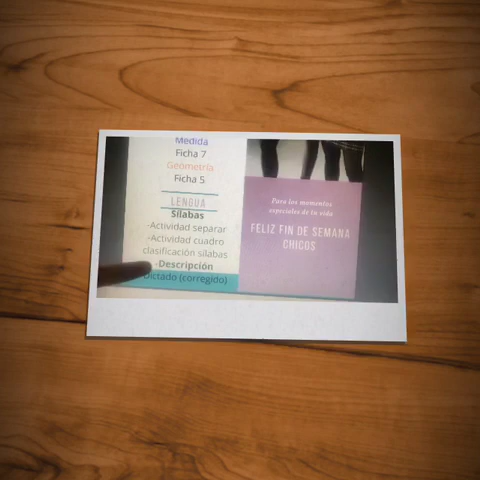 Medida
Ficha 7
Geometría
Ficha 5
LENGUA
Sílabas
-Actividad separar
-Actividad cuadro
clasificación sílabas
-Descripción
Dictado (corregido)
Para los momentos
especiales de la vida
FELIZ FIN DE SEMANA
CHICOS